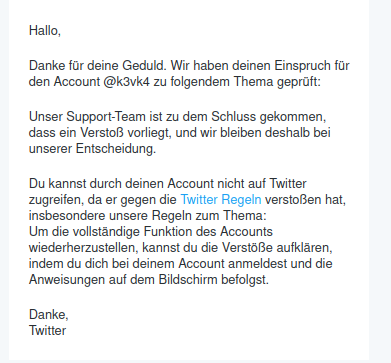 Hallo,
Danke für deine Geduld. Wir haben deinen Einspruch für
den Account @k3vk4 zu folgendem Thema geprüft:
Unser Support-Team ist zu dem Schluss gekommen,
dass ein Verstoß vorliegt, und wir bleiben deshalb bei
unserer Entscheidung.
Du kannst durch deinen Account nicht auf Twitter
zugreifen, da er gegen die Twitter Regeln verstoßen hat,
insbesondere unsere Regeln zum Thema:
Um die vollständige Funktion des Accounts
wiederherzustellen, kannst du die Verstöße aufklären,
indem du dich bei deinem Account anmeldest und die
Anweisungen auf dem Bildschirm befolgst.
Danke,
Twitter